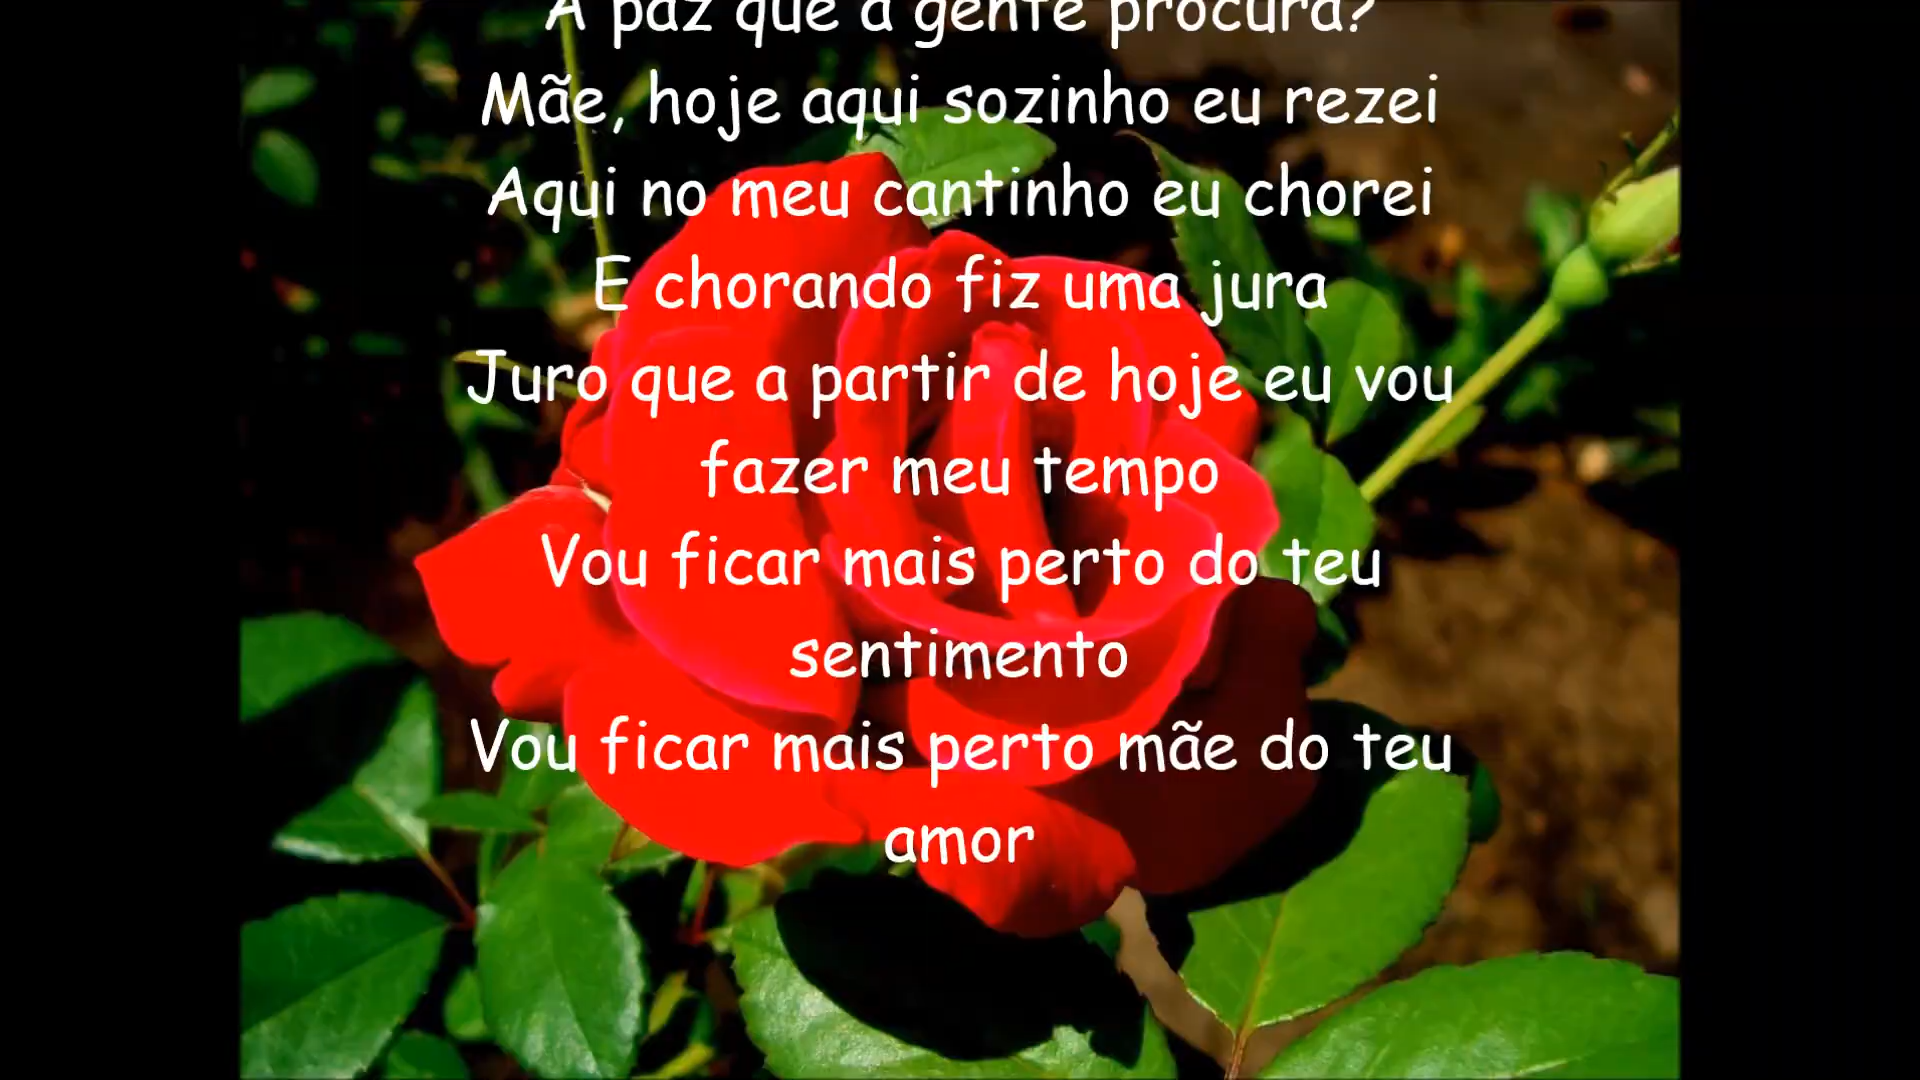 A paz que a gente procura?
Mãe, hoje aqui sozinho eu rezei
Aqui no meu cantinho eu chorei
E chorando fiz uma jura
Juro que a partir de hoje eu vou
fazer meu tempo
Vou ficar mais perto do teu
sentimento
Vou ficar mais perto mãe do teu
amor